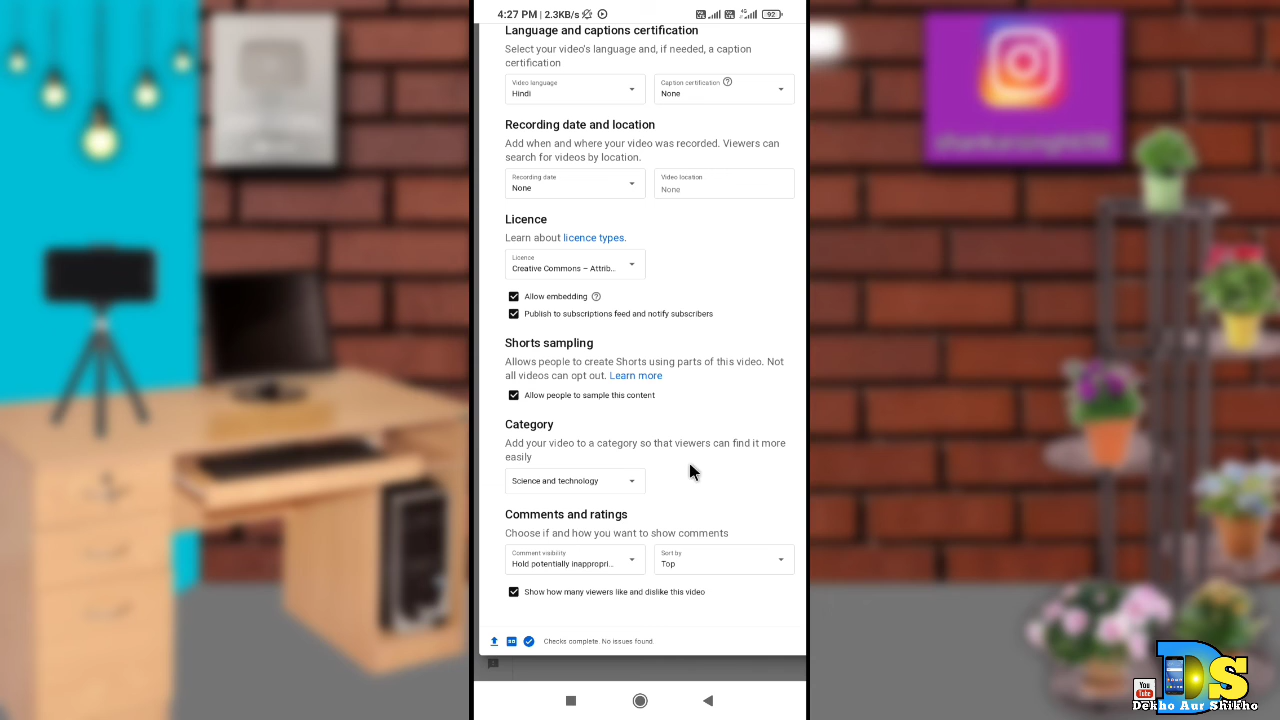 4:27 PM | 2.3KB/s
4G
92
Language and captions certification
Select your video's language and, if needed, a caption
certification
Video language
Hindi
Caption certification
None
Recording date and location
Add when and where your video was recorded. Viewers can
search for videos by location.
Recording date
None
Video location
None
Licence
Learn about licence types.
Licence
Creative Commons – Attrib...
Allow embedding
Publish to subscriptions feed and notify subscribers
Shorts sampling
Allows people to create Shorts using parts of this video. Not
all videos can opt out. Learn more
Allow people to sample this content
Category
Add your video to a category so that viewers can find it more
easily
Science and technology
Comments and ratings
Choose if and how you want to show comments
Comment visibility
Hold potentially inappropri...
Sort by
Top
Show how many viewers like and dislike this video
Checks complete. No issues found.
You
Tube
DS
Dekho Aur Sikhho